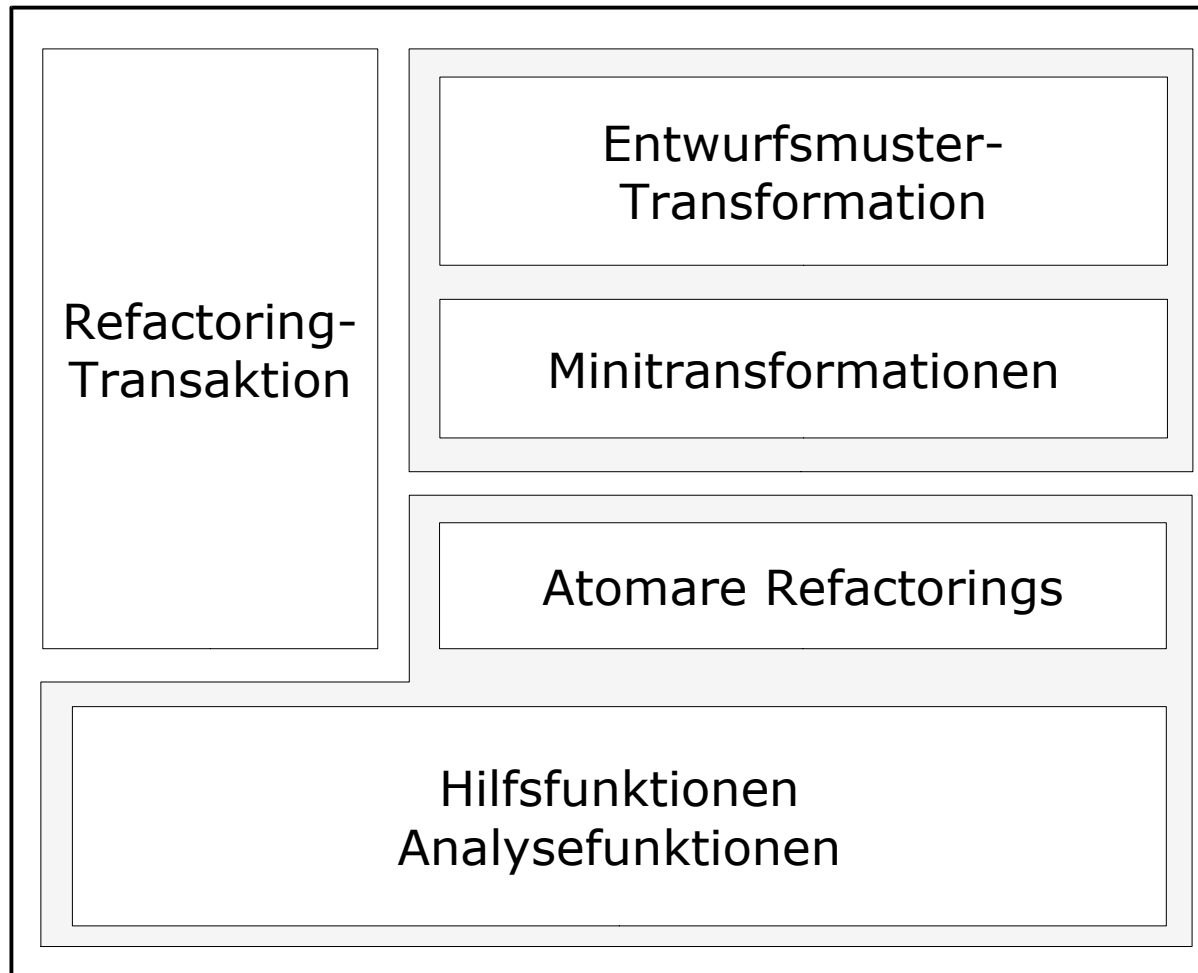 Refactoring-
Transaktion
Entwurfsmuster-
Transformation
Minitransformationen
Atomare Refactorings
Hilfsfunktionen
Analysefunktionen